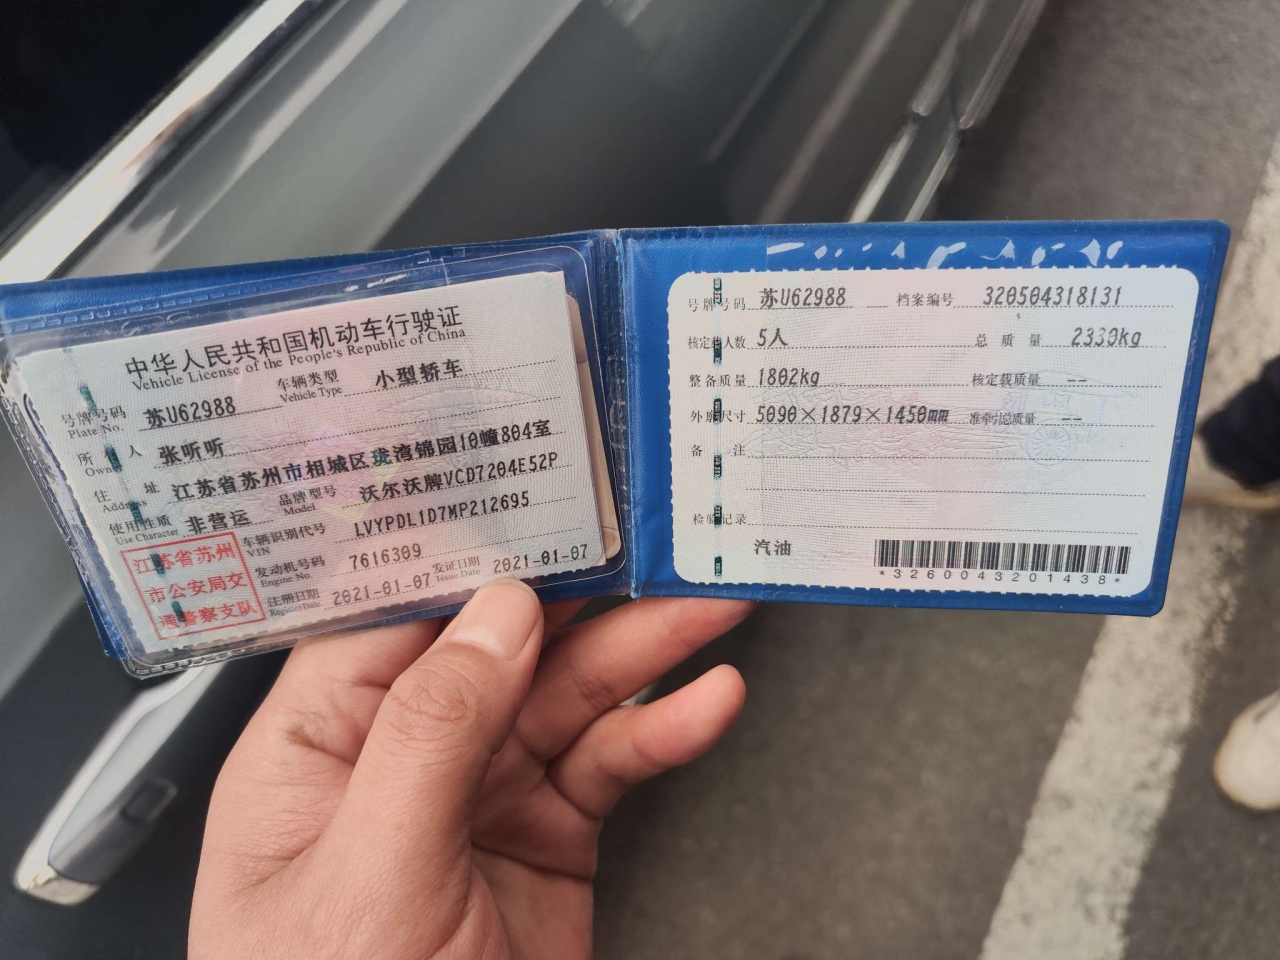 中华人民共和国机动车行驶证
Vehicle License of the People's Republic of China
号牌号码 苏U62988 车辆类型 小型轿车
Plate No. Vehicle Type
所 人 张听听
Owner
住 址 江苏省苏州市相城区珑湾锦园10幢804室
Address
使用性质 非营运 品牌型号 沃尔沃牌VCD7204E52P
Use Character Model
车辆识别代号 LVYPDL1D7MP212695
VIN
发动机号码 7616309
Engine No.
注册日期 2021-01-07 发证日期 2021-01-07
Register Date Issue Date
江苏省苏州
市公安局交
通警察支队
号牌号码 苏U62988 档案编号 320504318131
核定载人数 5人 总质量 2330kg
整备质量 1802kg 核定载质量 --
外廓尺寸 5090×1879×1450mm 准牵引总质量 --
备 注
检验记录
汽油
*3260043201438*